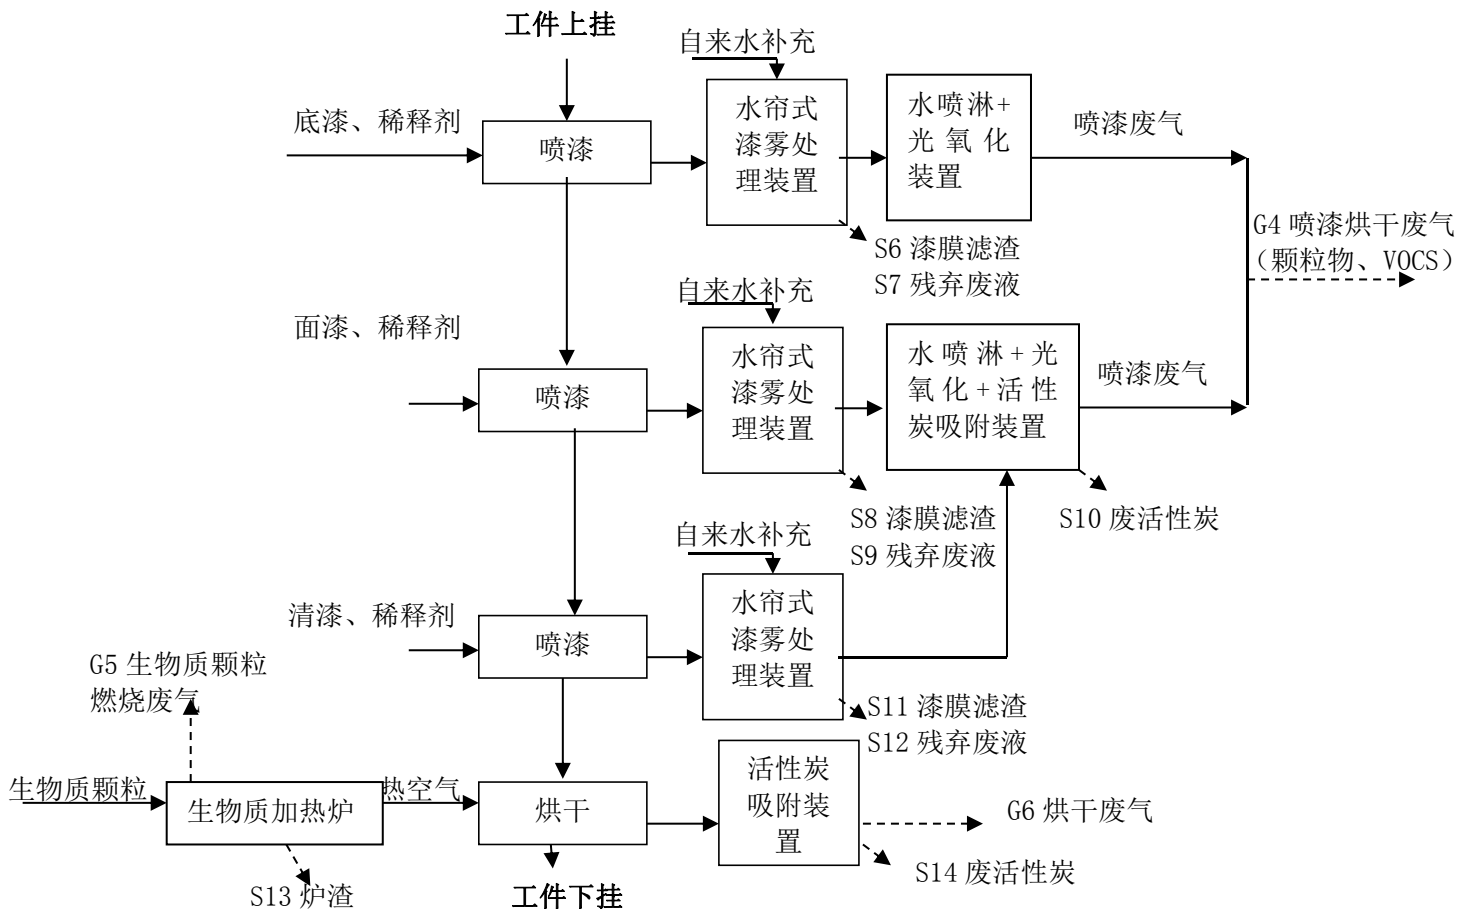 工件上挂
自来水补充
底漆、稀释剂
喷漆
水帘式
漆雾处
理装置
水喷淋+
光氧化
装置
喷漆废气
G4 喷漆烘干废气
（颗粒物、VOCS）
S6 漆膜滤渣
S7 残弃废液
自来水补充
面漆、稀释剂
喷漆
水帘式
漆雾处
理装置
水喷淋+光
氧化+活性
炭吸附装置
喷漆废气
S8 漆膜滤渣
S9 残弃废液
S10 废活性炭
自来水补充
清漆、稀释剂
喷漆
水帘式
漆雾处
理装置
G5 生物质颗粒
燃烧废气
S11 漆膜滤渣
S12 残弃废液
生物质颗粒
生物质加热炉
热空气
烘干
活性炭
吸附装
置
G6 烘干废气
S14 废活性炭
S13 炉渣
工件下挂